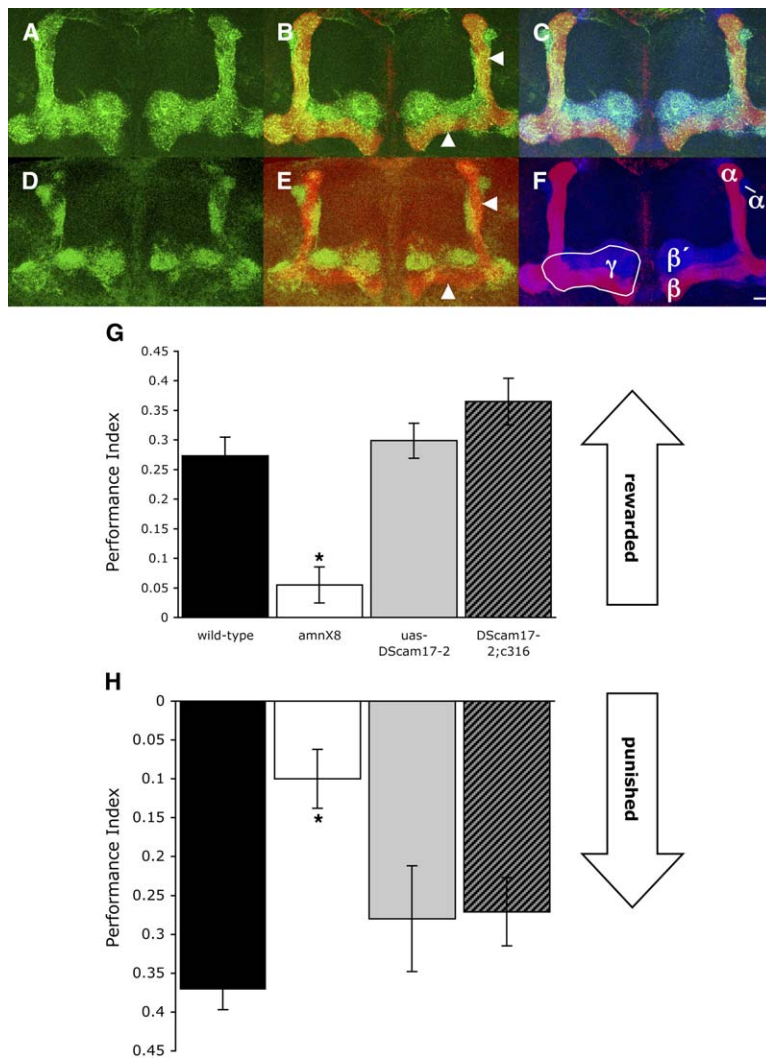 A
B
C
D
E
F
α
α
γ
β´
β
G
0.45
0.4
0.35
0.3
0.25
0.2
0.15
0.1
0.05
0
Performance Index
*
wild-type
amnX8
uas-
DScam17-2
DScam17-
2;c316
rewarded
H
0
0.05
0.1
0.15
0.2
0.25
0.3
0.35
0.4
0.45
Performance Index
*
punished